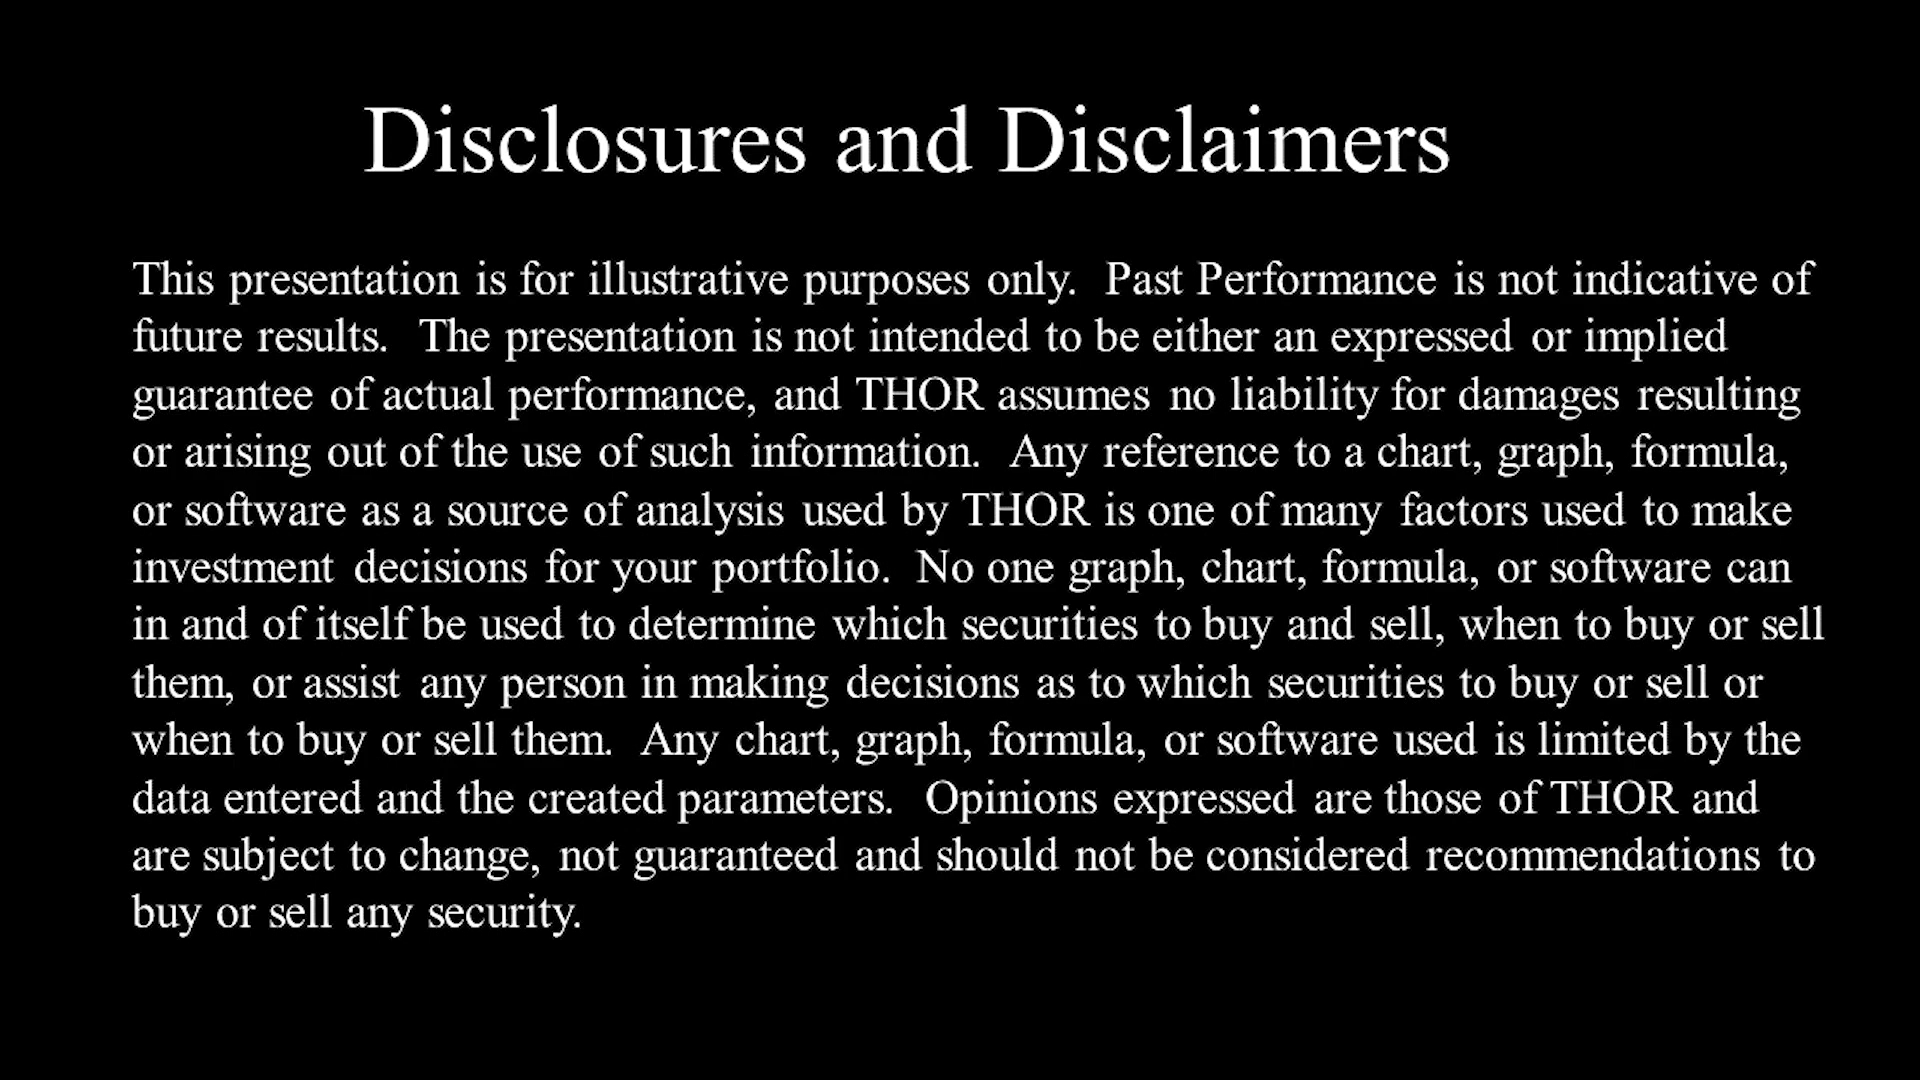 Disclosures and Disclaimers
This presentation is for illustrative purposes only.  Past Performance is not indicative of
future results.  The presentation is not intended to be either an expressed or implied
guarantee of actual performance, and THOR assumes no liability for damages resulting
or arising out of the use of such information.  Any reference to a chart, graph, formula,
or software as a source of analysis used by THOR is one of many factors used to make
investment decisions for your portfolio.  No one graph, chart, formula, or software can
in and of itself be used to determine which securities to buy and sell, when to buy or sell
them, or assist any person in making decisions as to which securities to buy or sell or
when to buy or sell them.  Any chart, graph, formula, or software used is limited by the
data entered and the created parameters.  Opinions expressed are those of THOR and
are subject to change, not guaranteed and should not be considered recommendations to
buy or sell any security.